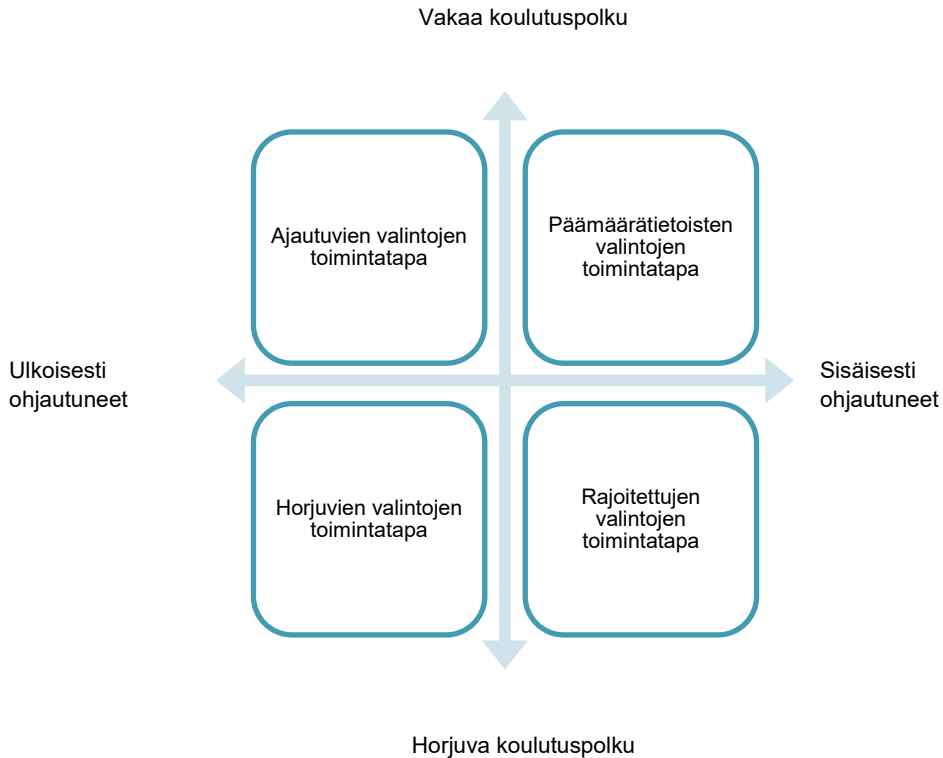 Vakaa koulutuspolku
Ajautuvien valintojen
toimintatapa
Päämäärätietoisten
valintojen
toimintatapa
Ulkoisesti
ohjautuneet
Sisäisesti
ohjautuneet
Horjuvien valintojen
toimintatapa
Rajoitettujen
valintojen
toimintatapa
Horjuva koulutuspolku